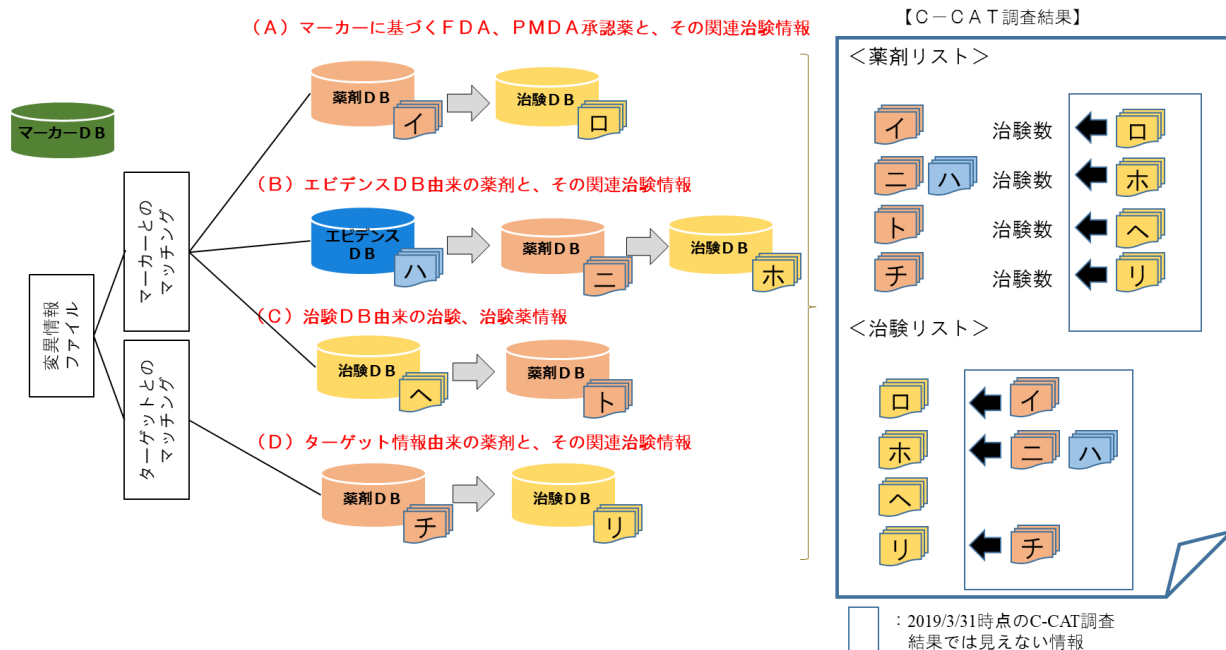 （A）マーカーに基づくＦＤＡ、ＰＭＤＡ承認薬と、その関連治験情報
マーカーＤＢ
薬剤ＤＢ
イ
治験ＤＢ
ロ
（B）エビデンスＤＢ由来の薬剤と、その関連治験情報
エビデンス
ＤＢ
ハ
薬剤ＤＢ
ニ
治験ＤＢ
ホ
（C）治験ＤＢ由来の治験、治験薬情報
治験ＤＢ
ヘ
薬剤ＤＢ
ト
（D）ターゲット情報由来の薬剤と、その関連治験情報
薬剤ＤＢ
チ
治験ＤＢ
リ
変異情報
ファイル
マーカーとの
マッチング
ターゲットとの
マッチング
【Ｃ－ＣＡＴ調査結果】
＜薬剤リスト＞
イ 治験数 ロ
ニ ハ 治験数 ホ
ト 治験数 ヘ
チ 治験数 リ
＜治験リスト＞
ロ イ
ホ ニ ハ
ヘ
リ チ
：2019/3/31時点のC-CAT調査
結果では見えない情報